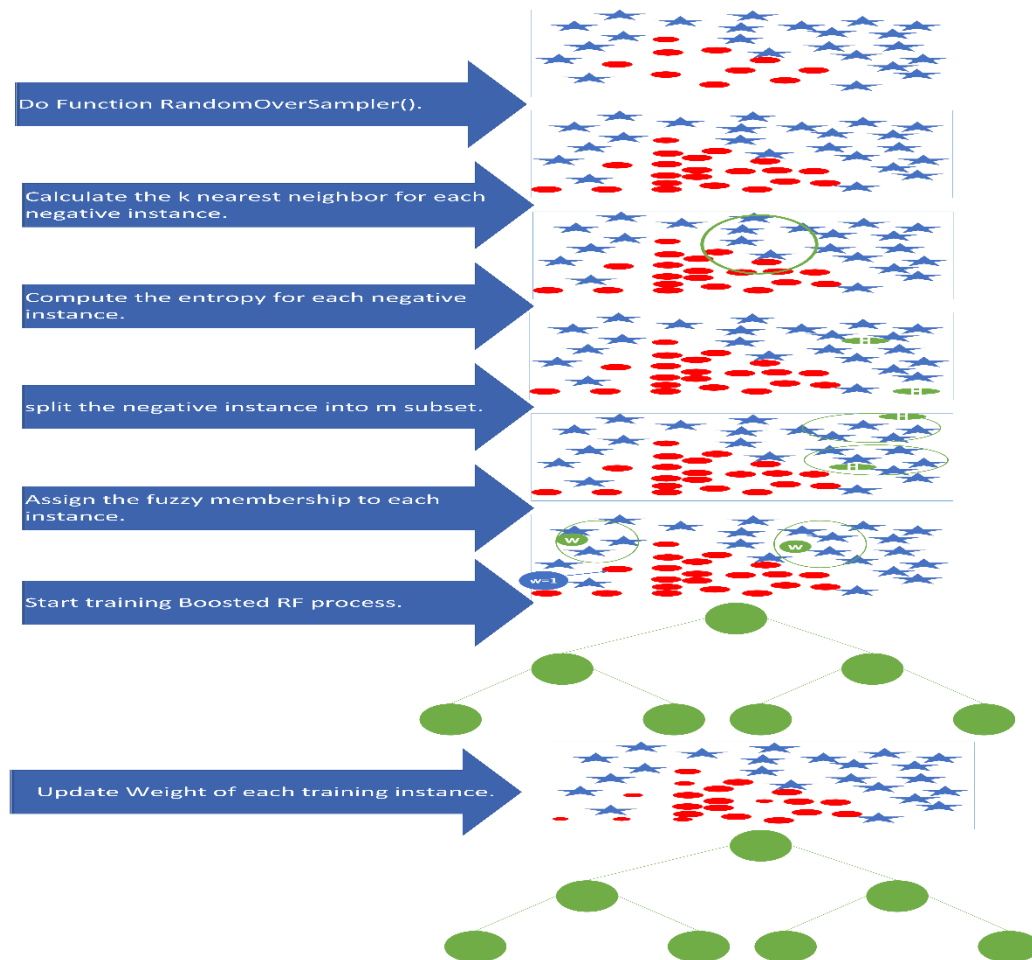 Do Function RandomOverSampler().
Calculate the k nearest neighbor for each
negative instance.
Compute the entropy for each negative
instance.
H
H
split the negative instance into m subset.
H
H
Assign the fuzzy membership to each
instance.
w
w
w=1
Start training Boosted RF process.
Update Weight of each training instance.